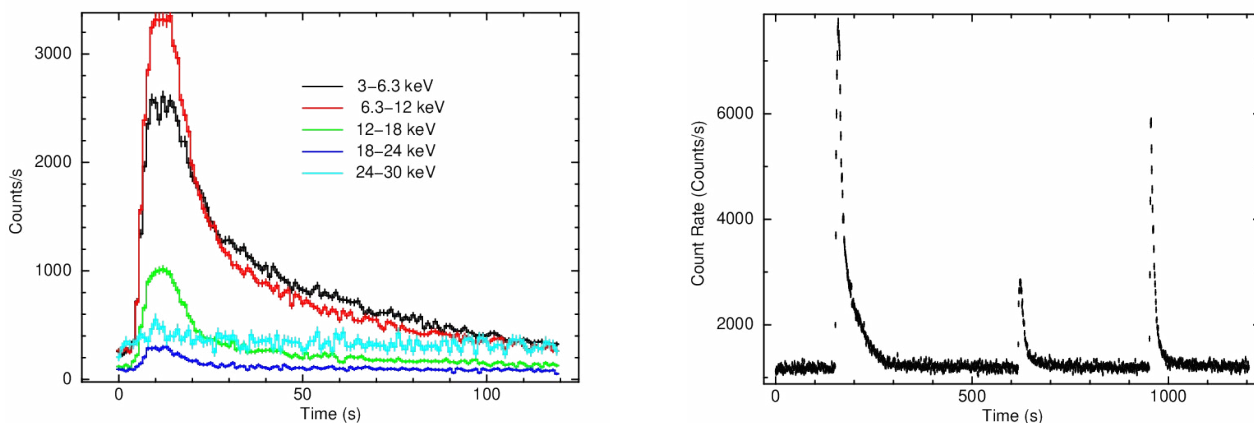 3000
2000
1000
0
Counts/s
3–6.3 keV
6.3–12 keV
12–18 keV
18–24 keV
24–30 keV
0
50
100
Time (s)
8000
6000
4000
2000
Count Rate (Counts/s)
0
500
1000
Time (s)